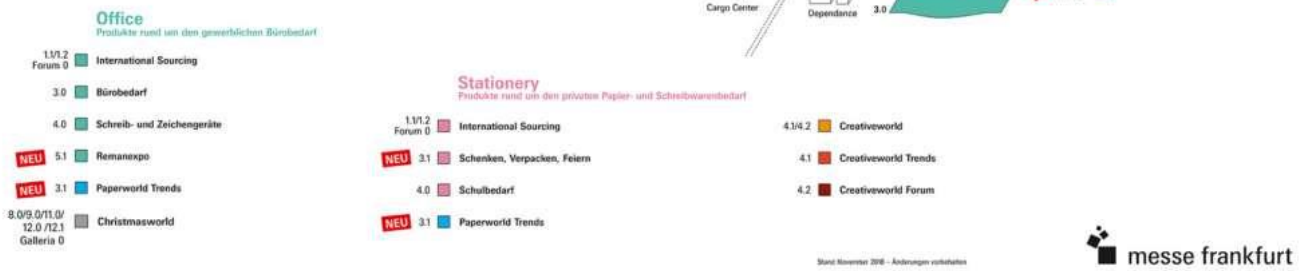 Cargo Center
Dependance
3.0
Office
Produkte rund um den gewerblichen Bürobedarf
1.1/1.2
Forum 0
International Sourcing
3.0 Bürobedarf
4.0 Schreib- und Zeichengeräte
NEU 5.1 Remanexpo
NEU 3.1 Paperworld Trends
8.0/9.0/11.0/
12.0 /12.1
Galleria 0
Christmasworld
Stationery
Produkte rund um den privaten Papier- und Schreibwarenbedarf
1.1/1.2
Forum 0
International Sourcing
NEU 3.1 Schenken, Verpacken, Feiern
4.0 Schulbedarf
NEU 3.1 Paperworld Trends
4.1/4.2 Creativeworld
4.1 Creativeworld Trends
4.2 Creativeworld Forum
Stand November 2018 – Änderungen vorbehalten
messe frankfurt